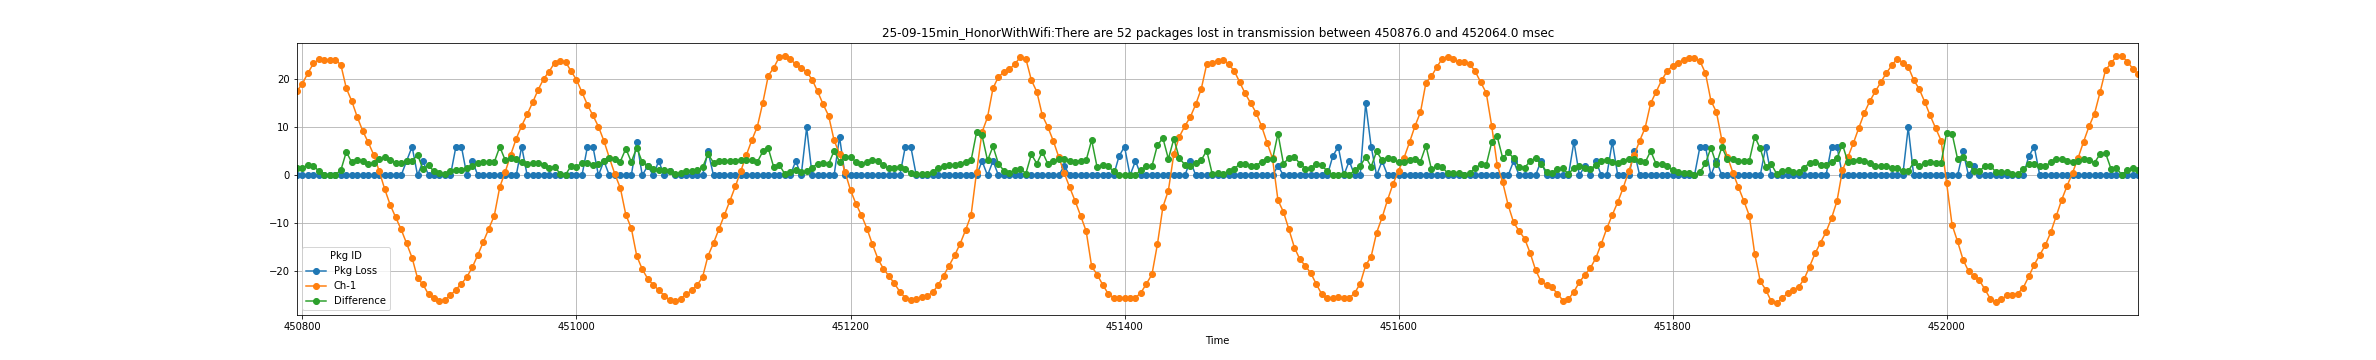 25-09-15min_HonorWithWifi:There are 52 packages lost in transmission between 450876.0 and 452064.0 msec
20
10
0
−10
−20
Pkg ID
Pkg Loss
Ch-1
Difference
450800 451000 451200 451400 451600 451800 452000
Time